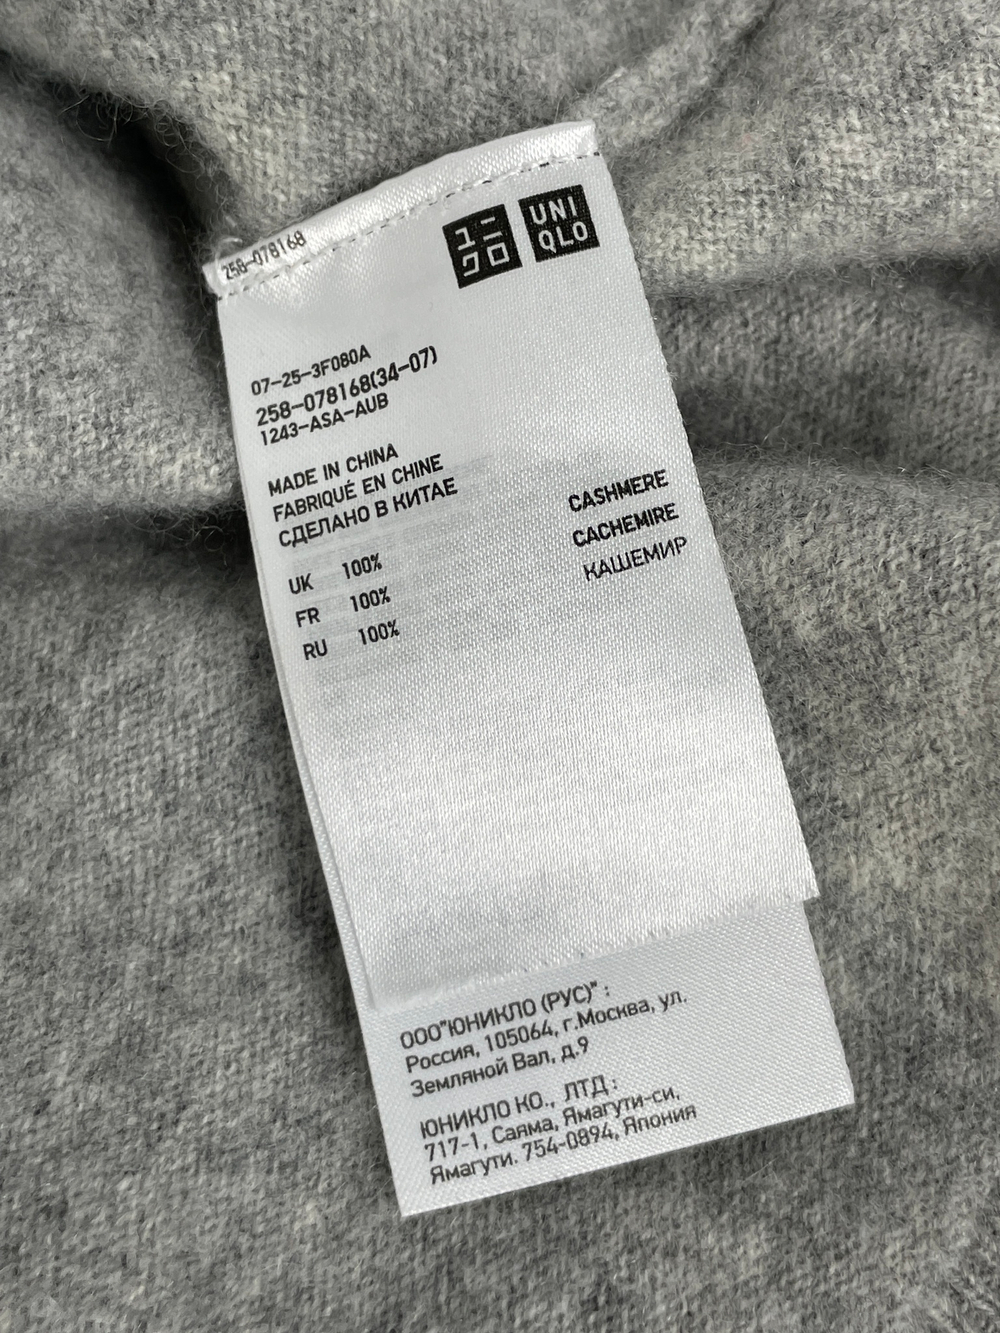 258-078168
ユニ
クロ
UNI
QLO
07-25-3F080A
258-078168(34-07)
1243-ASA-AUB
MADE IN CHINA
FABRIQUÉ EN CHINE
СДЕЛАНО В КИТАЕ
CASHMERE
CACHEMIRE
КАШЕМИР
UK 100%
FR 100%
RU 100%
ООО"ЮНИКЛО (РУС)" :
Россия, 105064, г.Москва, ул.
Земляной Вал, д.9
ЮНИКЛО КО., ЛТД :
717-1, Саяма, Ямагути-си,
Ямагути. 754-0894, Япония